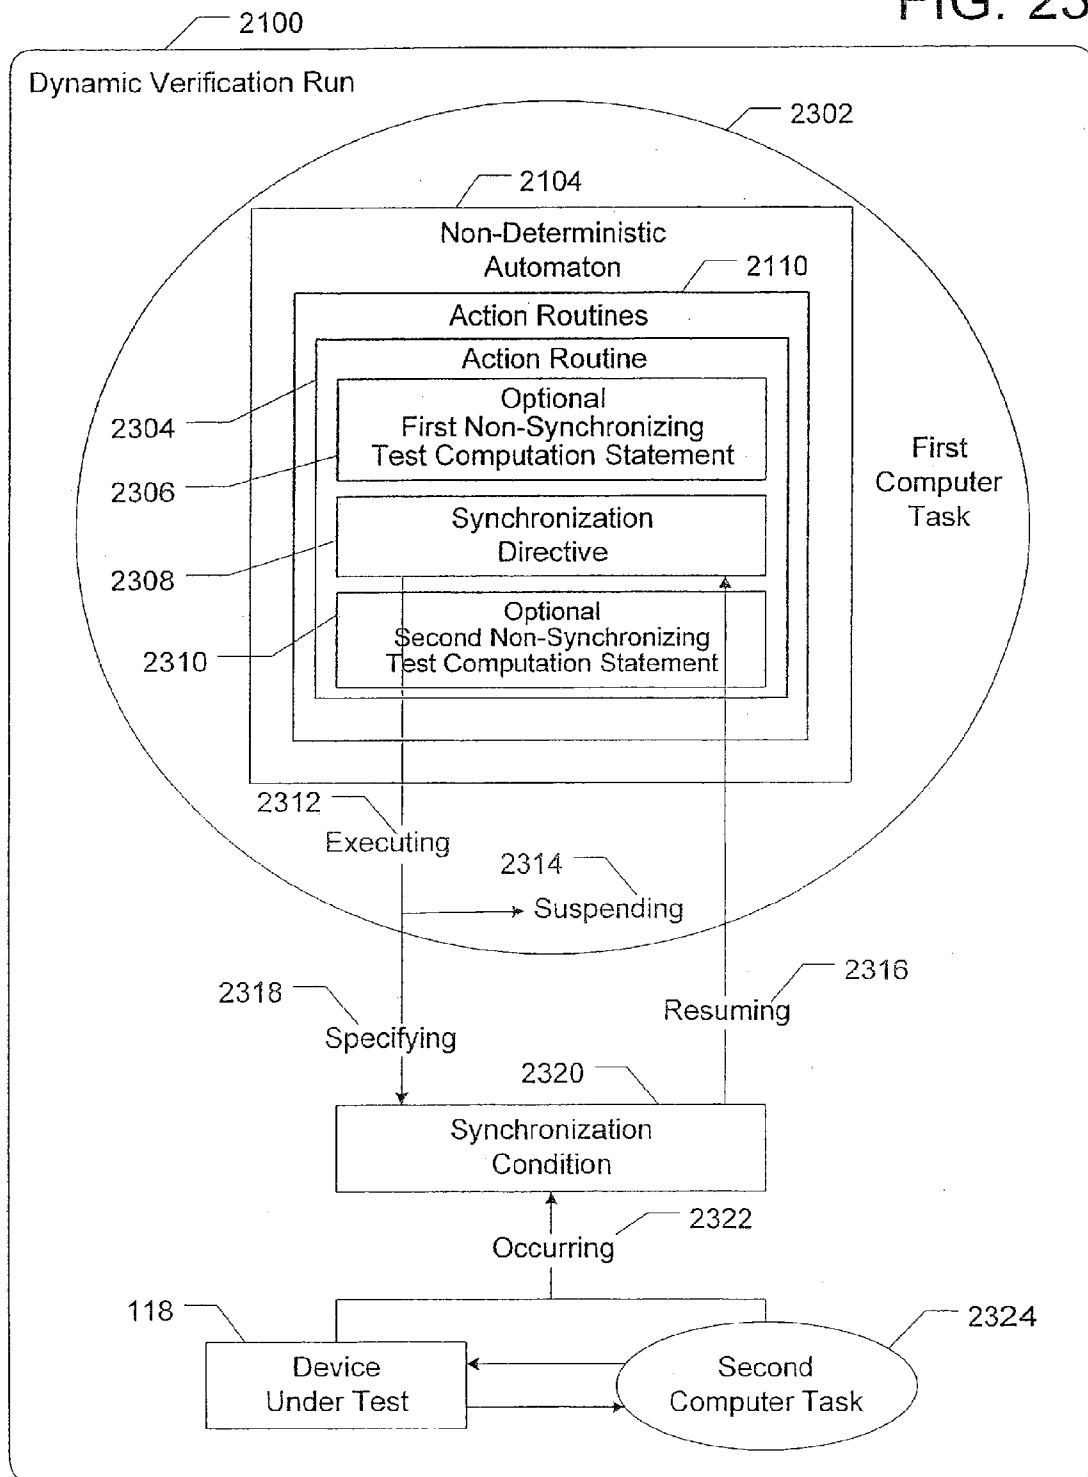 FIG. 23
2100
Dynamic Verification Run
2302
2104
Non-Deterministic
Automaton
2110
Action Routines
Action Routine
2304
Optional
First Non-Synchronizing
Test Computation Statement
2306
First
Computer
Task
Synchronization
Directive
2308
Optional
Second Non-Synchronizing
Test Computation Statement
2310
2312
Executing
2314
Suspending
2316
Resuming
2318
Specifying
2320
Synchronization
Condition
2322
Occurring
118
2324
Device
Under Test
Second
Computer Task